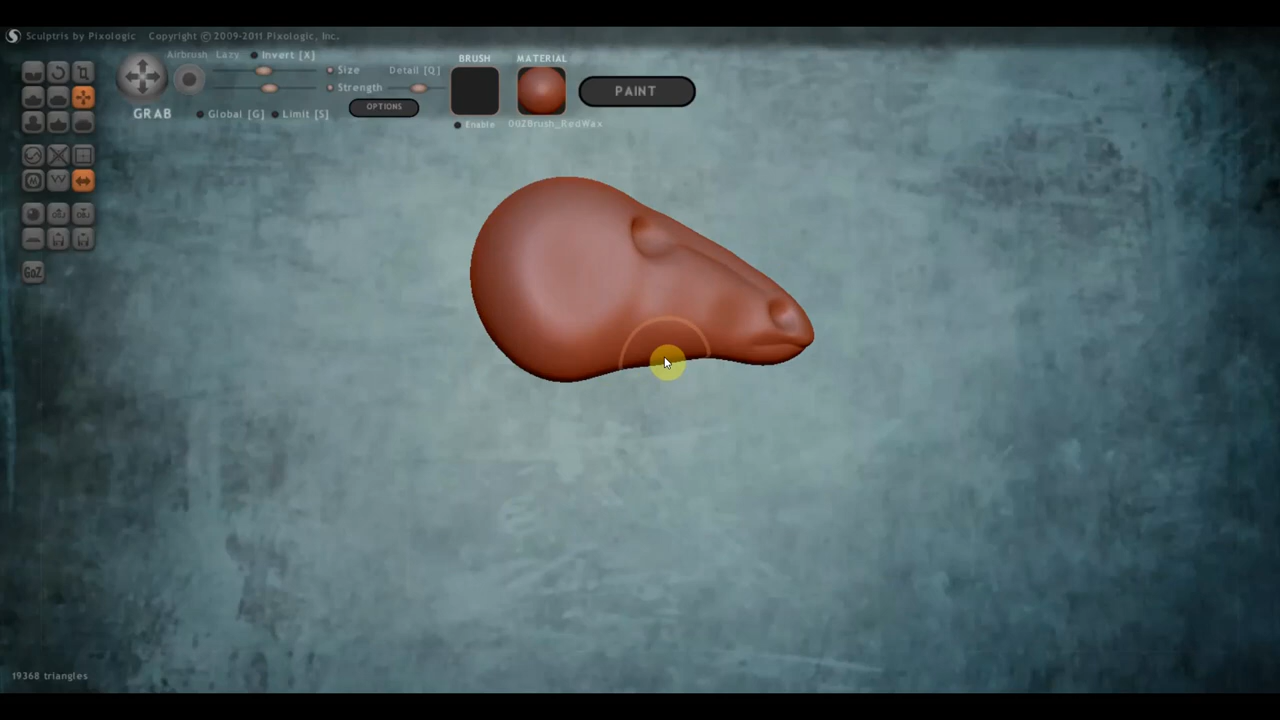 Sculptris by Pixologic Copyright © 2009-2011 Pixologic, Inc.
Airbrush Lazy Invert [X]
Size Detail [Q]
Strength
GRAB Global [G] Limit [S] OPTIONS
BRUSH MATERIAL
PAINT
Enable 00ZBrush_RedWax
GoZ
19368 triangles